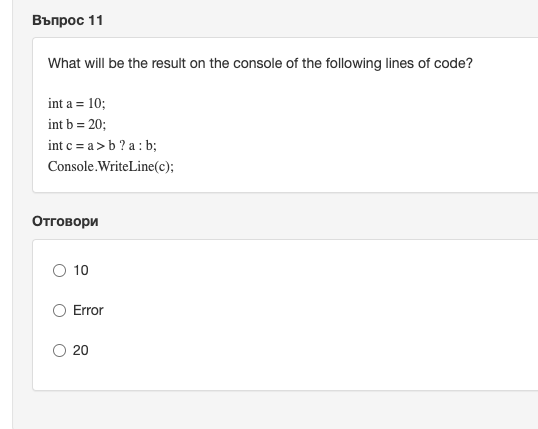 Въпрос 11
What will be the result on the console of the following lines of code?
int a = 10;
int b = 20;
int c = a > b ? a : b;
Console.WriteLine(c);
Отговори
10
Error
20